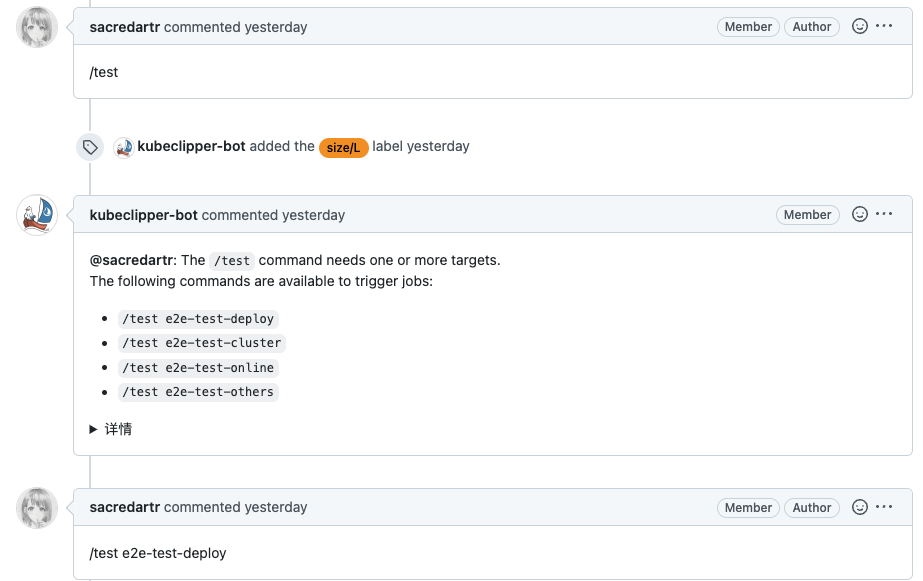 sacredartr commented yesterday Member Author
/test
kubeclipper-bot added the size/L label yesterday
kubeclipper-bot commented yesterday Member
@sacredartr: The /test command needs one or more targets.
The following commands are available to trigger jobs:
/test e2e-test-deploy
/test e2e-test-cluster
/test e2e-test-online
/test e2e-test-others
详情
sacredartr commented yesterday Member Author
/test e2e-test-deploy